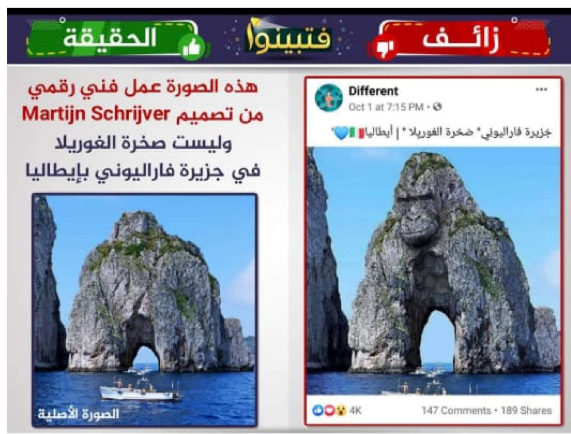 زائف
فتبينوا
الحقيقة
Different
Oct 1 at 7:15 PM •
جزيرة فاراليوني" صخرة الغوريلا " | أيطاليا🇮🇹💙"
4K
147 Comments • 189 Shares
هذه الصورة عمل فني رقمي
من تصميم Martijn Schrijver
وليست صخرة الغوريلا
في جزيرة فاراليوني بإيطاليا
الصورة الأصلية